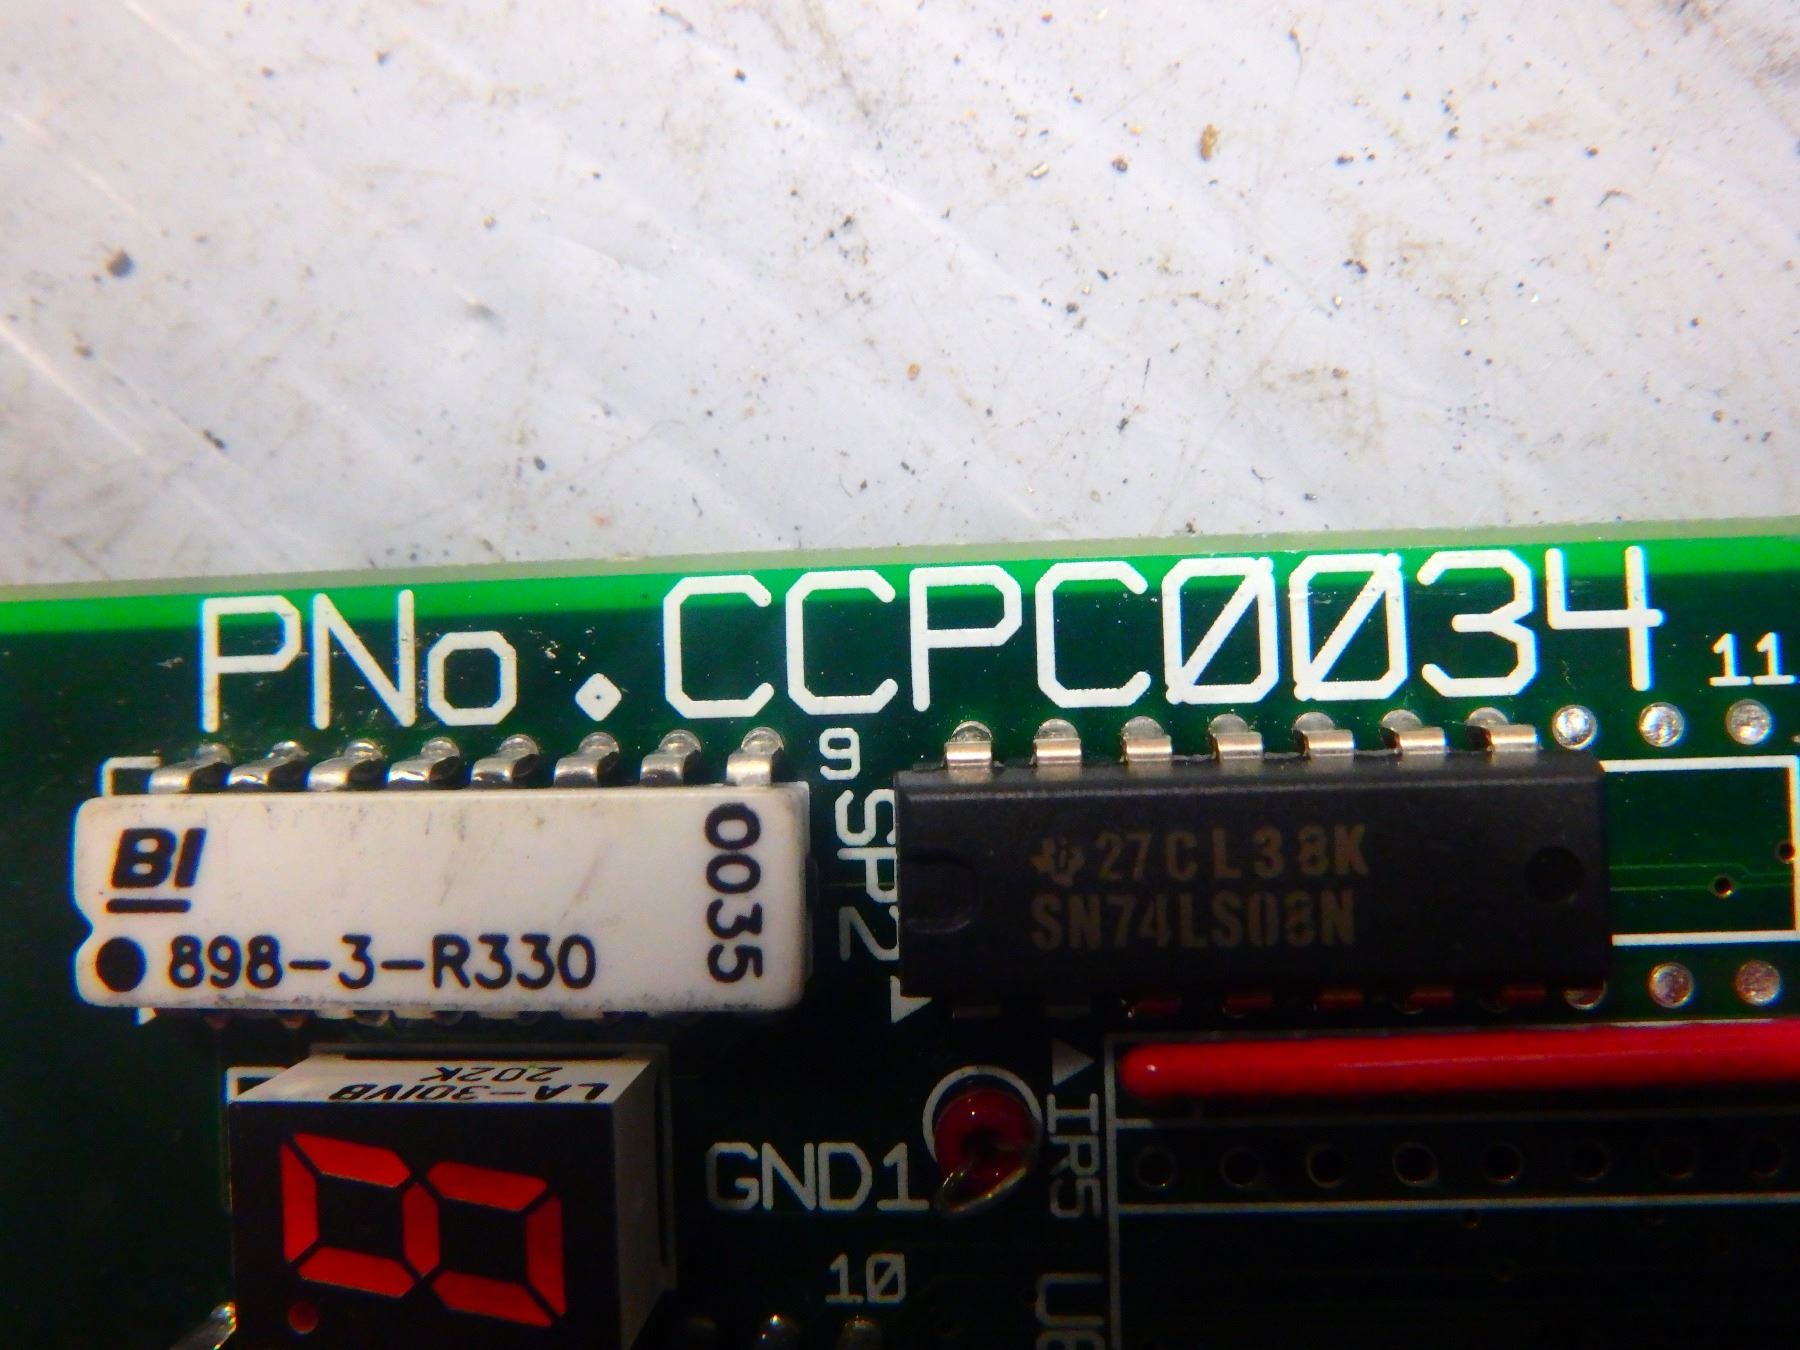 PNo.CCPC0034
11
9
BI
0035
898-3-R330
SP2
27CL38K
SN74LS08N
LA-301VB
202K
GND1
IR5
10